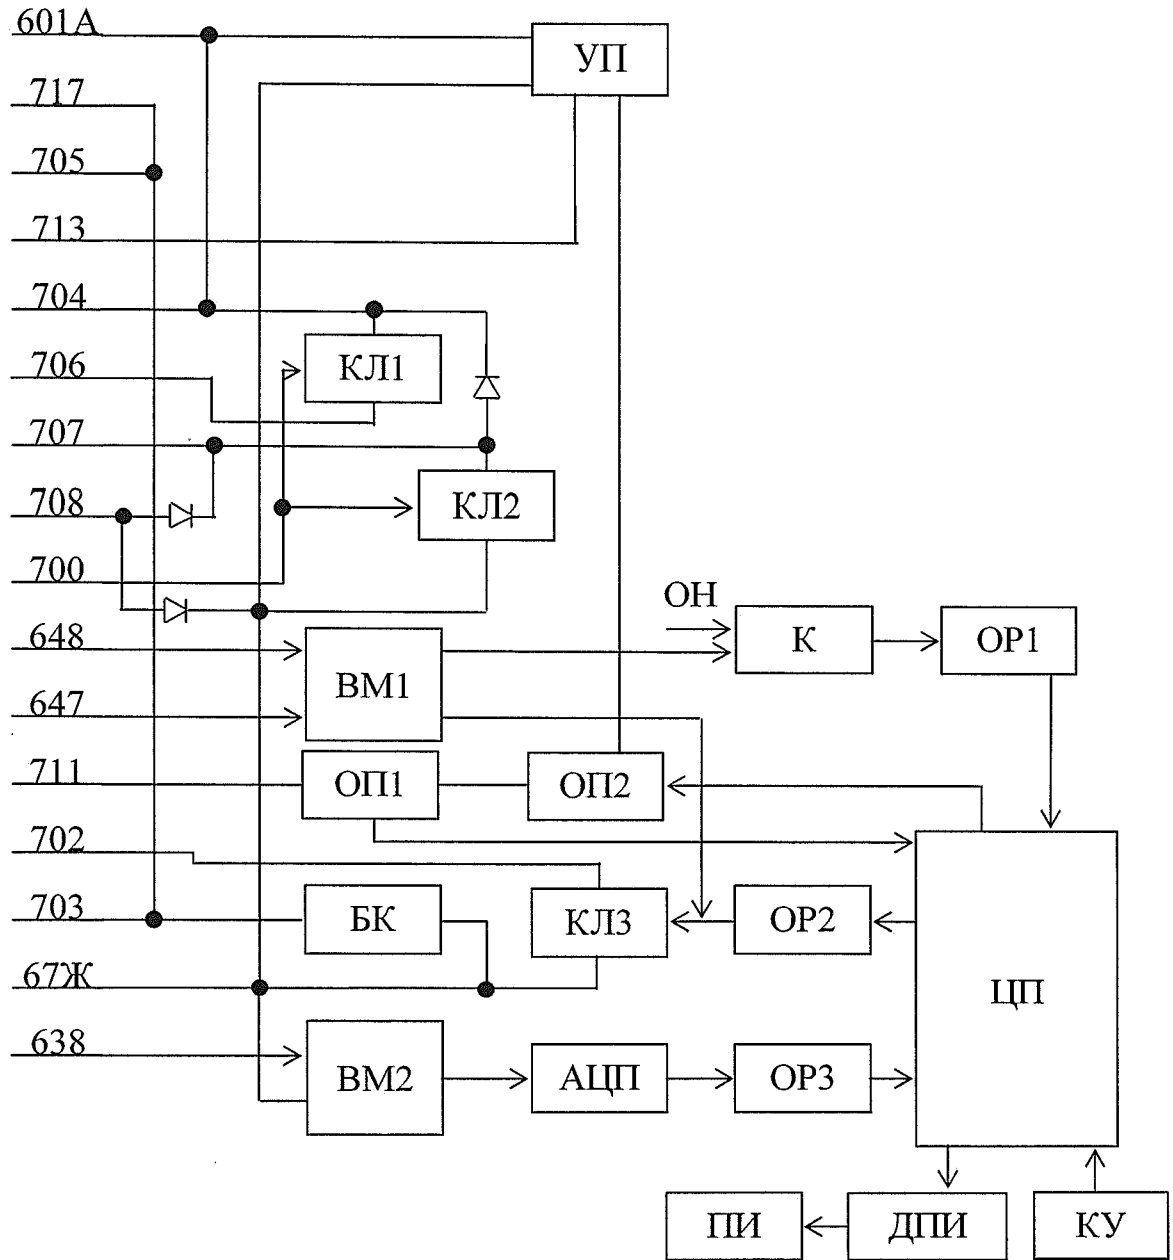 601А
УП
717
705
713
704
706
КЛ1
707
708
КЛ2
700
ОН
648
ВМ1
К
ОР1
647
711
ОП1
ОП2
702
703
БК
КЛ3
ОР2
67Ж
ЦП
638
ВМ2
АЦП
ОР3
ПИ
ДПИ
КУ